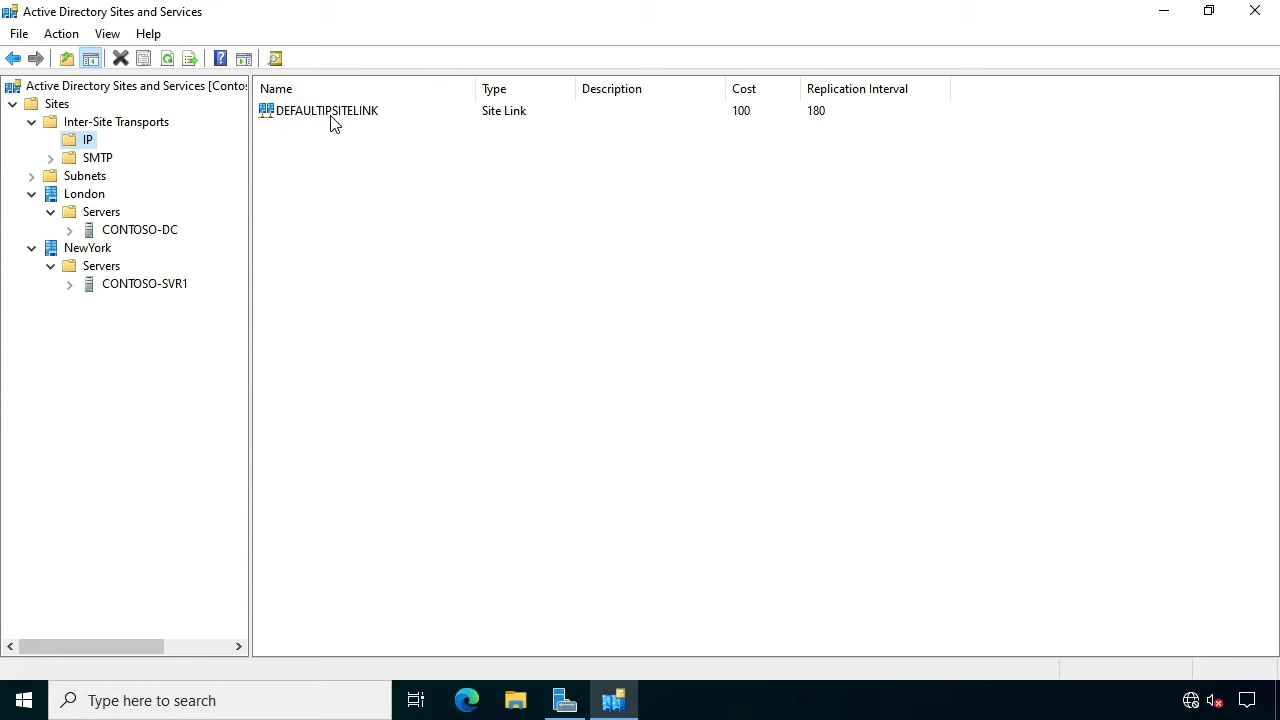 Active Directory Sites and Services
File Action View Help
Active Directory Sites and Services [Contos
Sites
Inter-Site Transports
IP
SMTP
Subnets
London
Servers
CONTOSO-DC
NewYork
Servers
CONTOSO-SVR1
Name Type Description Cost Replication Interval
DEFAULTIPSITELINK Site Link 100 180
Type here to search